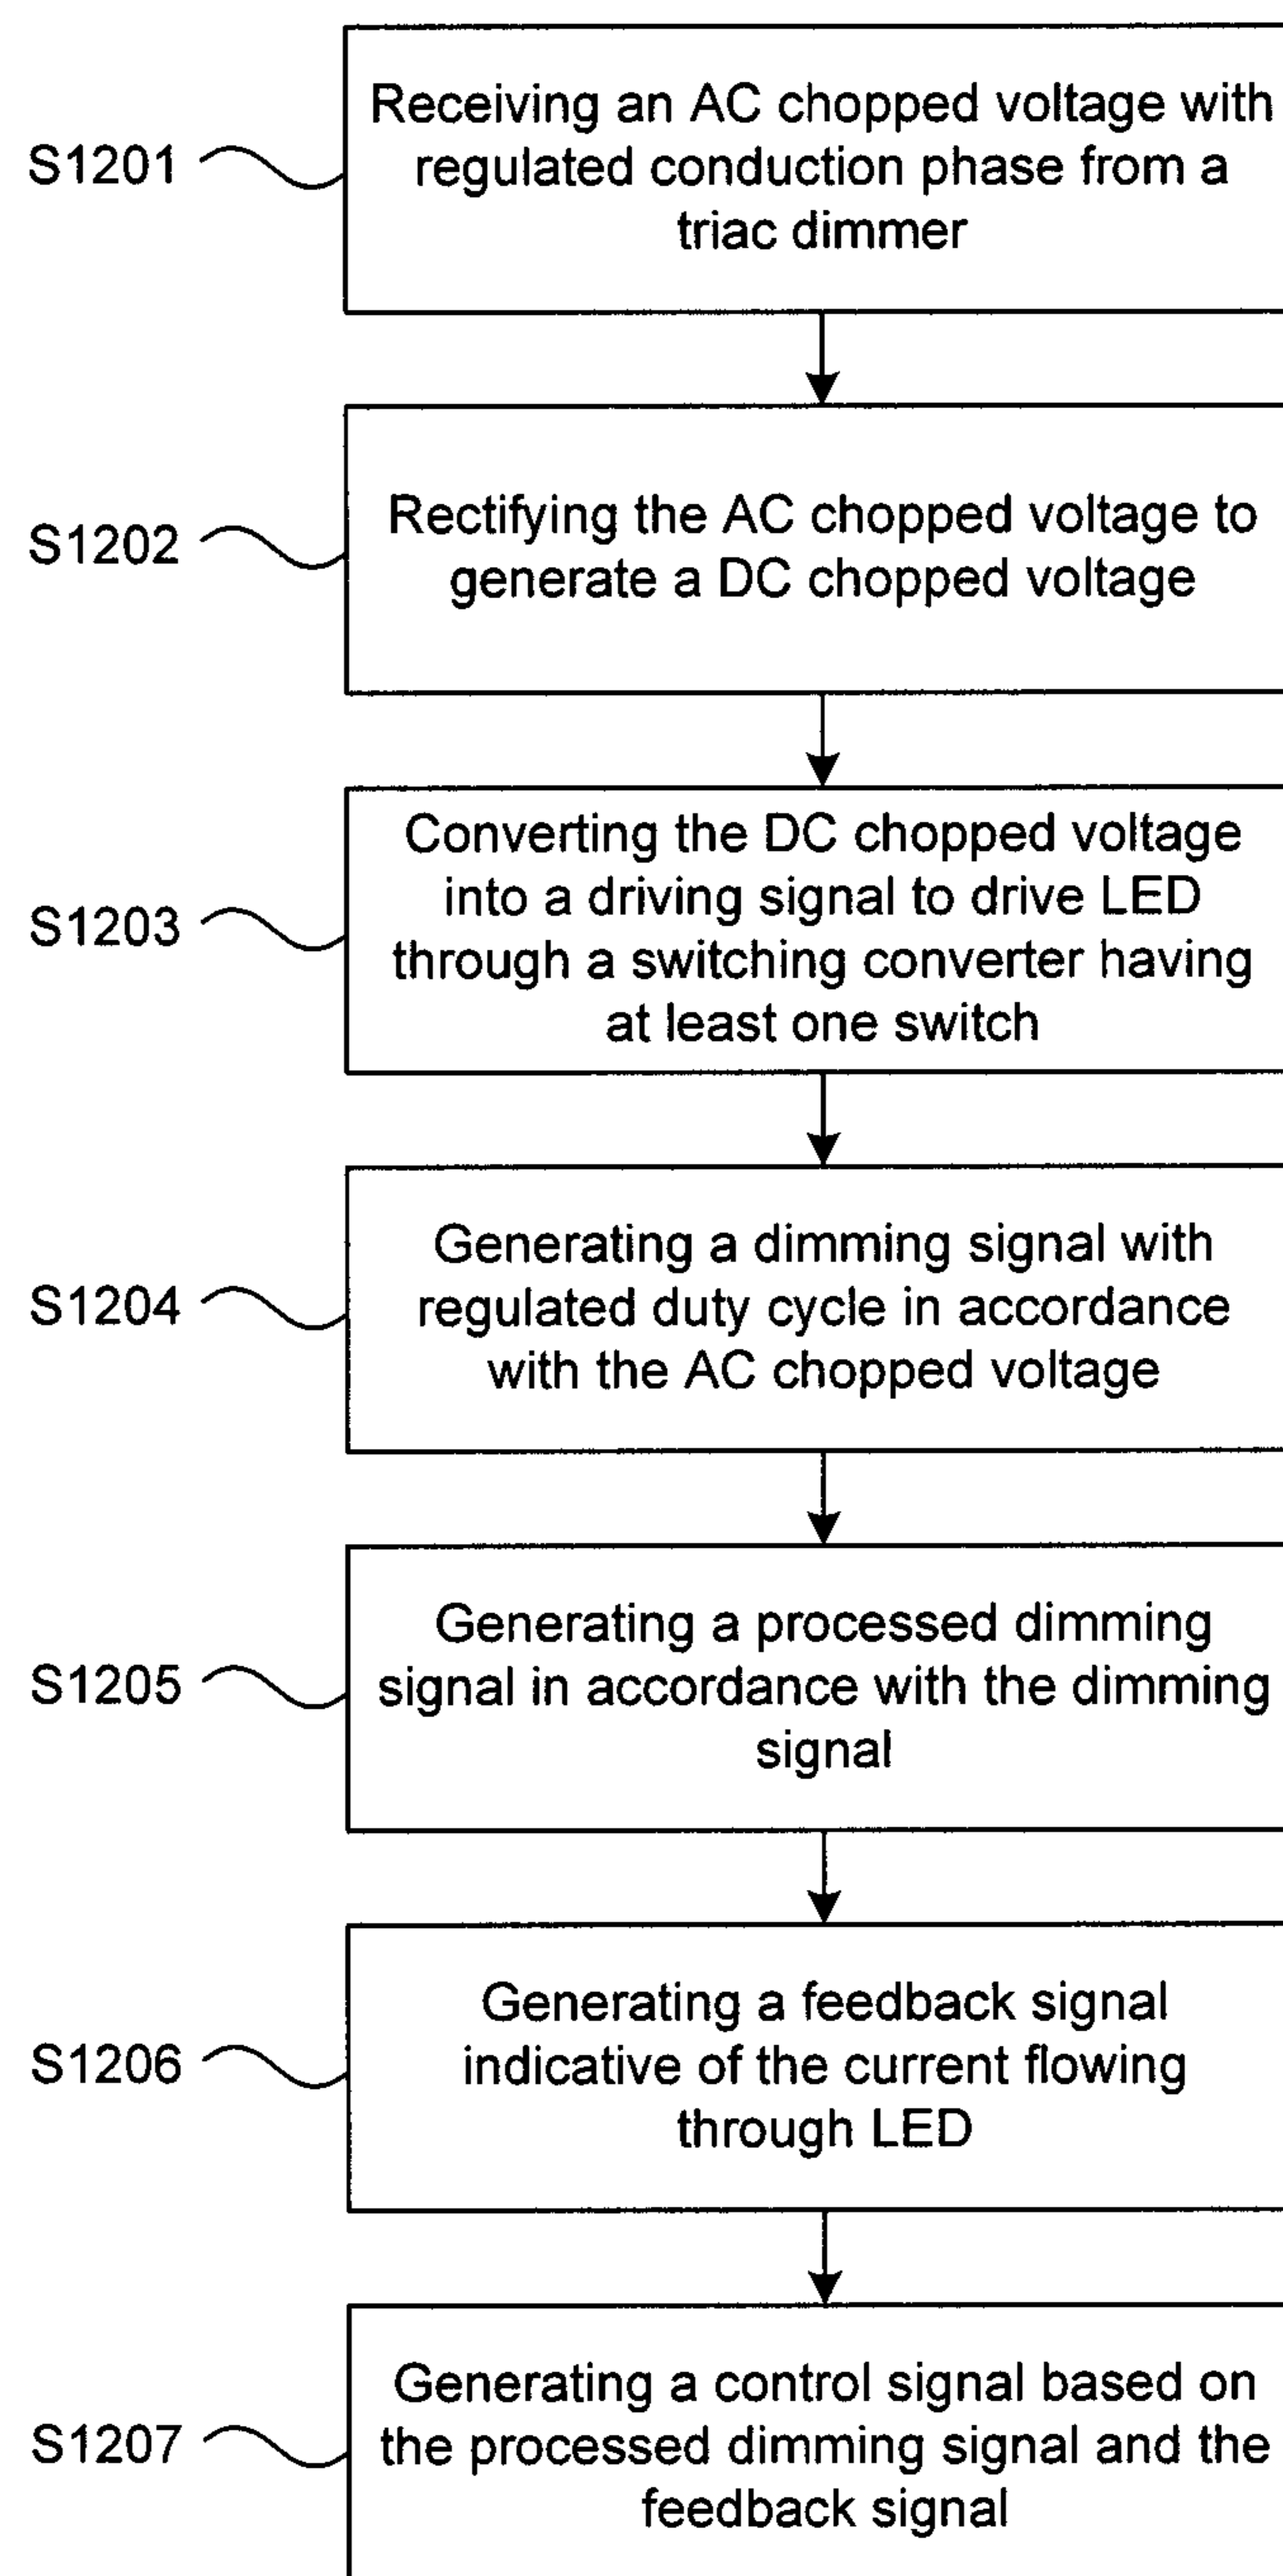 S1201
Receiving an AC chopped voltage with
regulated conduction phase from a
triac dimmer
S1202
Rectifying the AC chopped voltage to
generate a DC chopped voltage
S1203
Converting the DC chopped voltage
into a driving signal to drive LED
through a switching converter having
at least one switch
S1204
Generating a dimming signal with
regulated duty cycle in accordance
with the AC chopped voltage
S1205
Generating a processed dimming
signal in accordance with the dimming
signal
S1206
Generating a feedback signal
indicative of the current flowing
through LED
S1207
Generating a control signal based on
the processed dimming signal and the
feedback signal